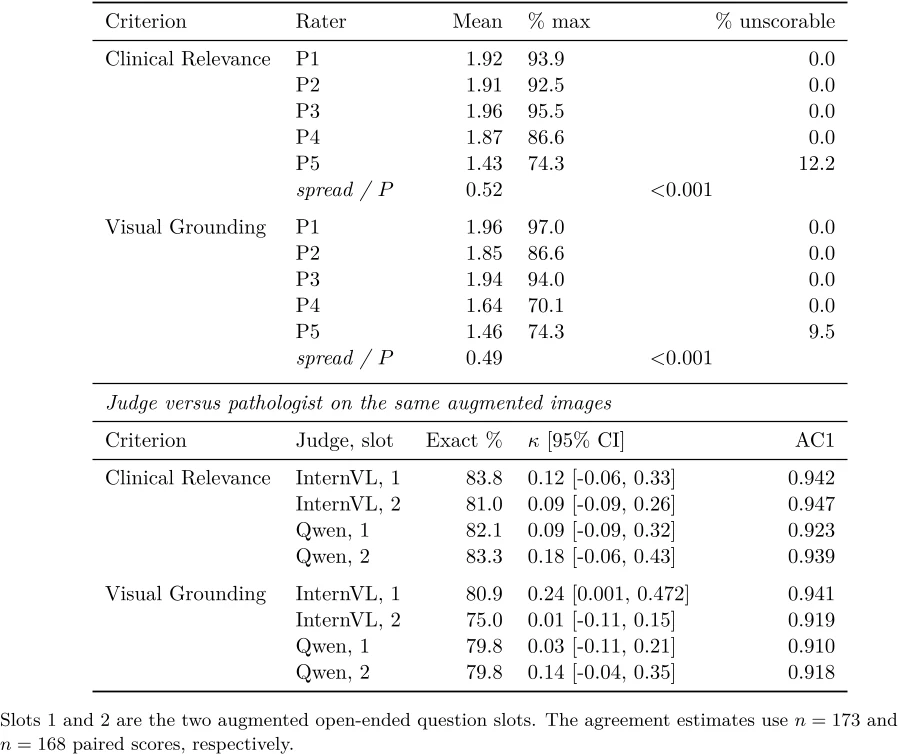 Criterion Rater Mean % max % unscorable
Clinical Relevance P1 1.92 93.9 0.0
P2 1.91 92.5 0.0
P3 1.96 95.5 0.0
P4 1.87 86.6 0.0
P5 1.43 74.3 12.2
spread / P 0.52 <0.001
Visual Grounding P1 1.96 97.0 0.0
P2 1.85 86.6 0.0
P3 1.94 94.0 0.0
P4 1.64 70.1 0.0
P5 1.46 74.3 9.5
spread / P 0.49 <0.001
Judge versus pathologist on the same augmented images
Criterion Judge, slot Exact % κ [95% CI] AC1
Clinical Relevance InternVL, 1 83.8 0.12 [-0.06, 0.33] 0.942
InternVL, 2 81.0 0.09 [-0.09, 0.26] 0.947
Qwen, 1 82.1 0.09 [-0.09, 0.32] 0.923
Qwen, 2 83.3 0.18 [-0.06, 0.43] 0.939
Visual Grounding InternVL, 1 80.9 0.24 [0.001, 0.472] 0.941
InternVL, 2 75.0 0.01 [-0.11, 0.15] 0.919
Qwen, 1 79.8 0.03 [-0.11, 0.21] 0.910
Qwen, 2 79.8 0.14 [-0.04, 0.35] 0.918
Slots 1 and 2 are the two augmented open-ended question slots. The agreement estimates use n = 173 and
n = 168 paired scores, respectively.